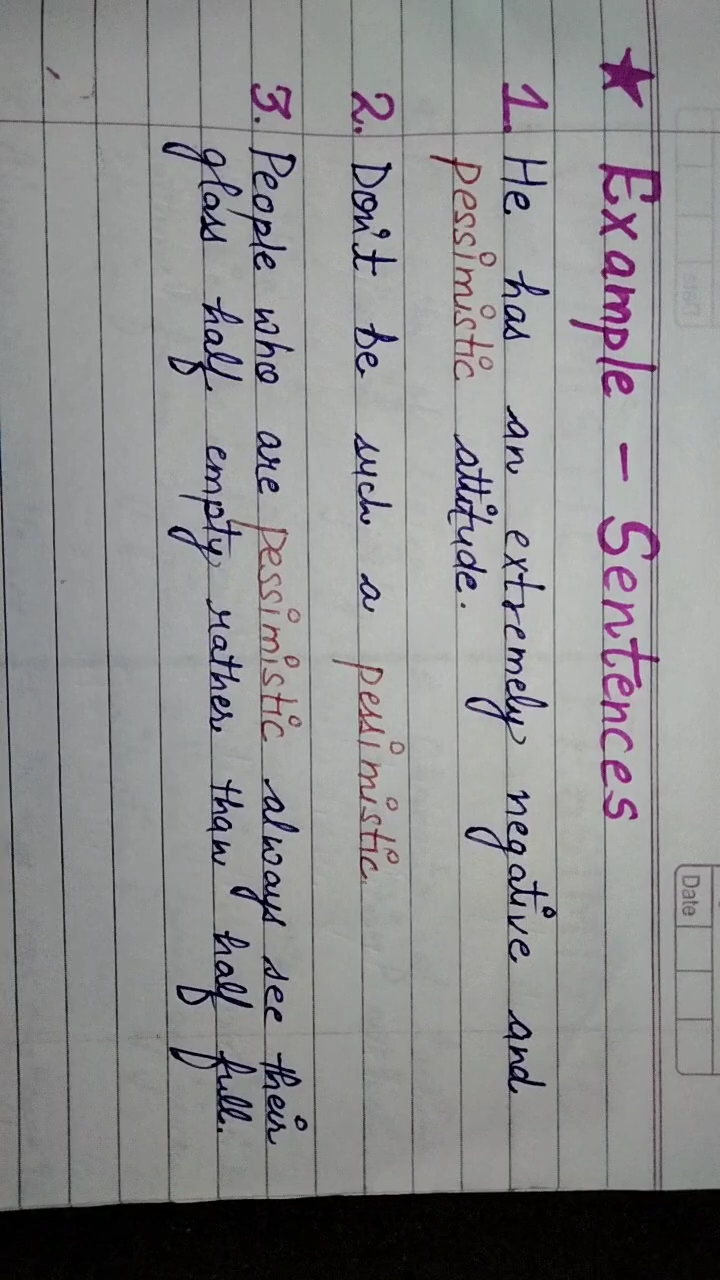 Date
★ Example - Sentences
1. He has an extremely negative and
pessimistic attitude.
2. Don't be such a pessimistic.
3. People who are pessimistic always see their
glass half empty rather than half full.